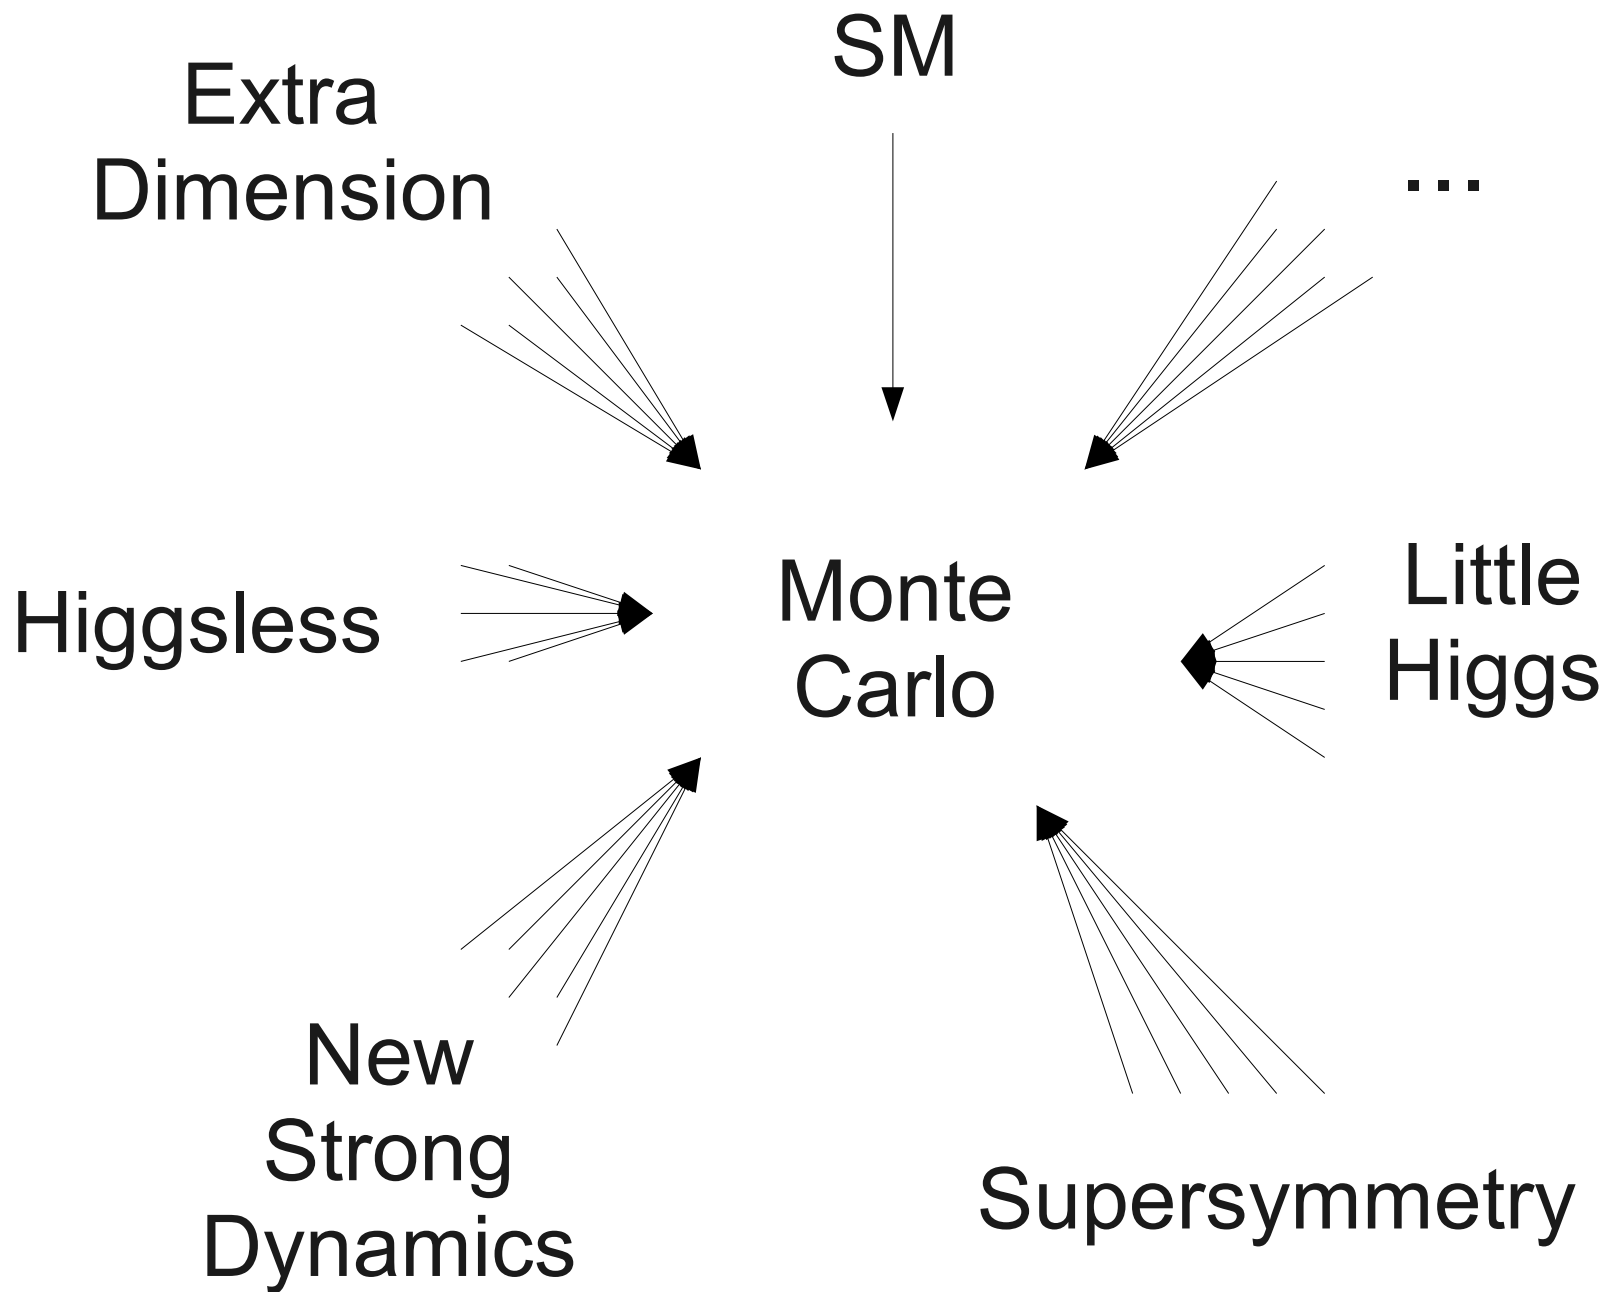 SM
Extra
Dimension
...
Higgsless
Monte
Carlo
Little
Higgs
New
Strong
Dynamics
Supersymmetry